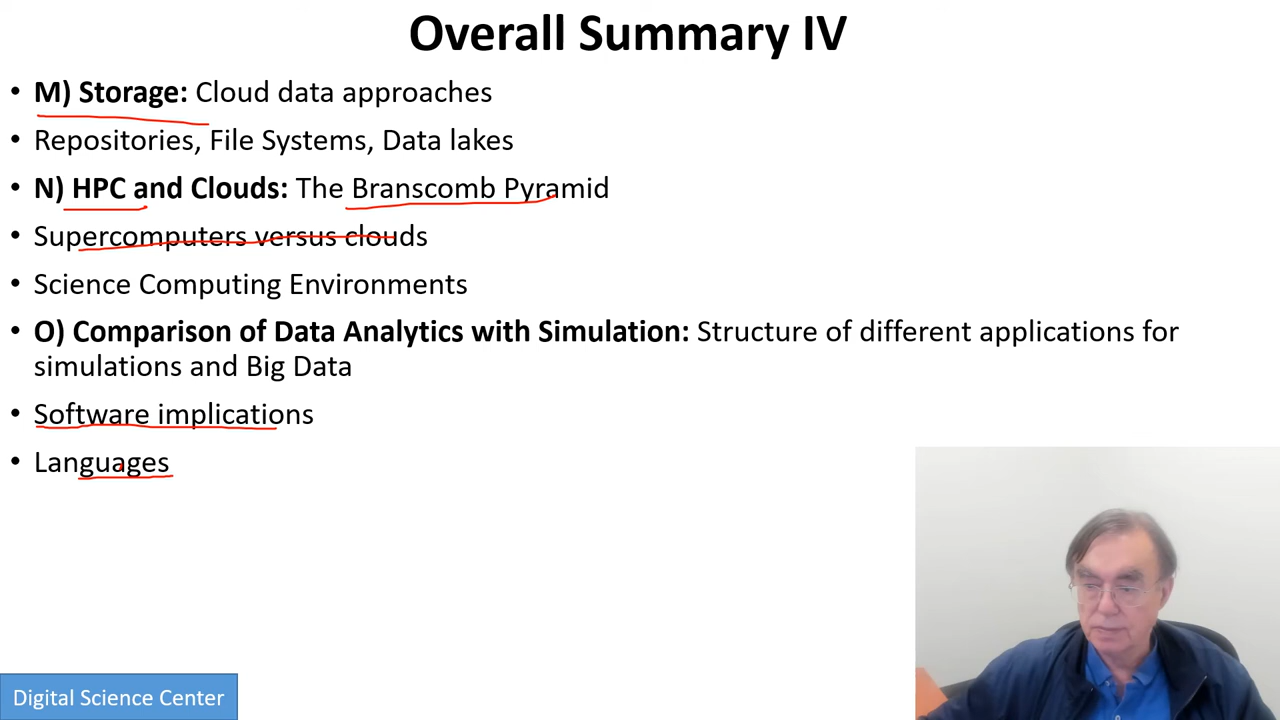 Overall Summary IV
• M) Storage: Cloud data approaches
• Repositories, File Systems, Data lakes
• N) HPC and Clouds: The Branscomb Pyramid
• Supercomputers versus clouds
• Science Computing Environments
• O) Comparison of Data Analytics with Simulation: Structure of different applications for
simulations and Big Data
• Software implications
• Languages
Digital Science Center